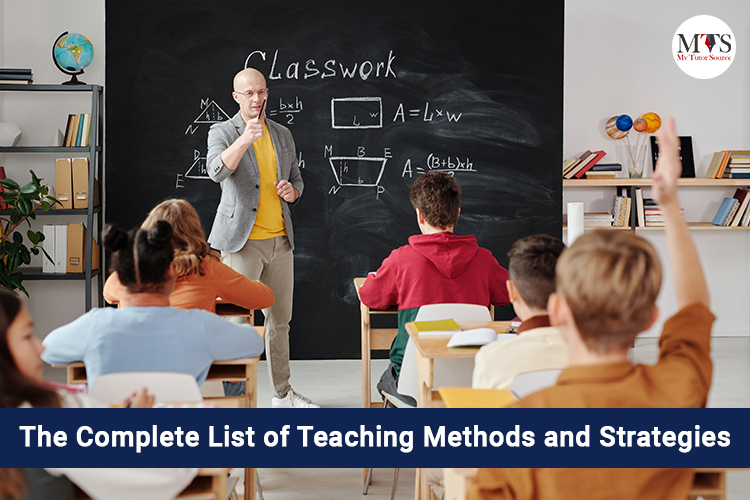 MTS
My Tutor Source
Classwork
M
h
N
= b×h
2
L
w
A=L×w
D
E
M B E
h
N b P
A = (B+b)×h
2
The Complete List of Teaching Methods and Strategies